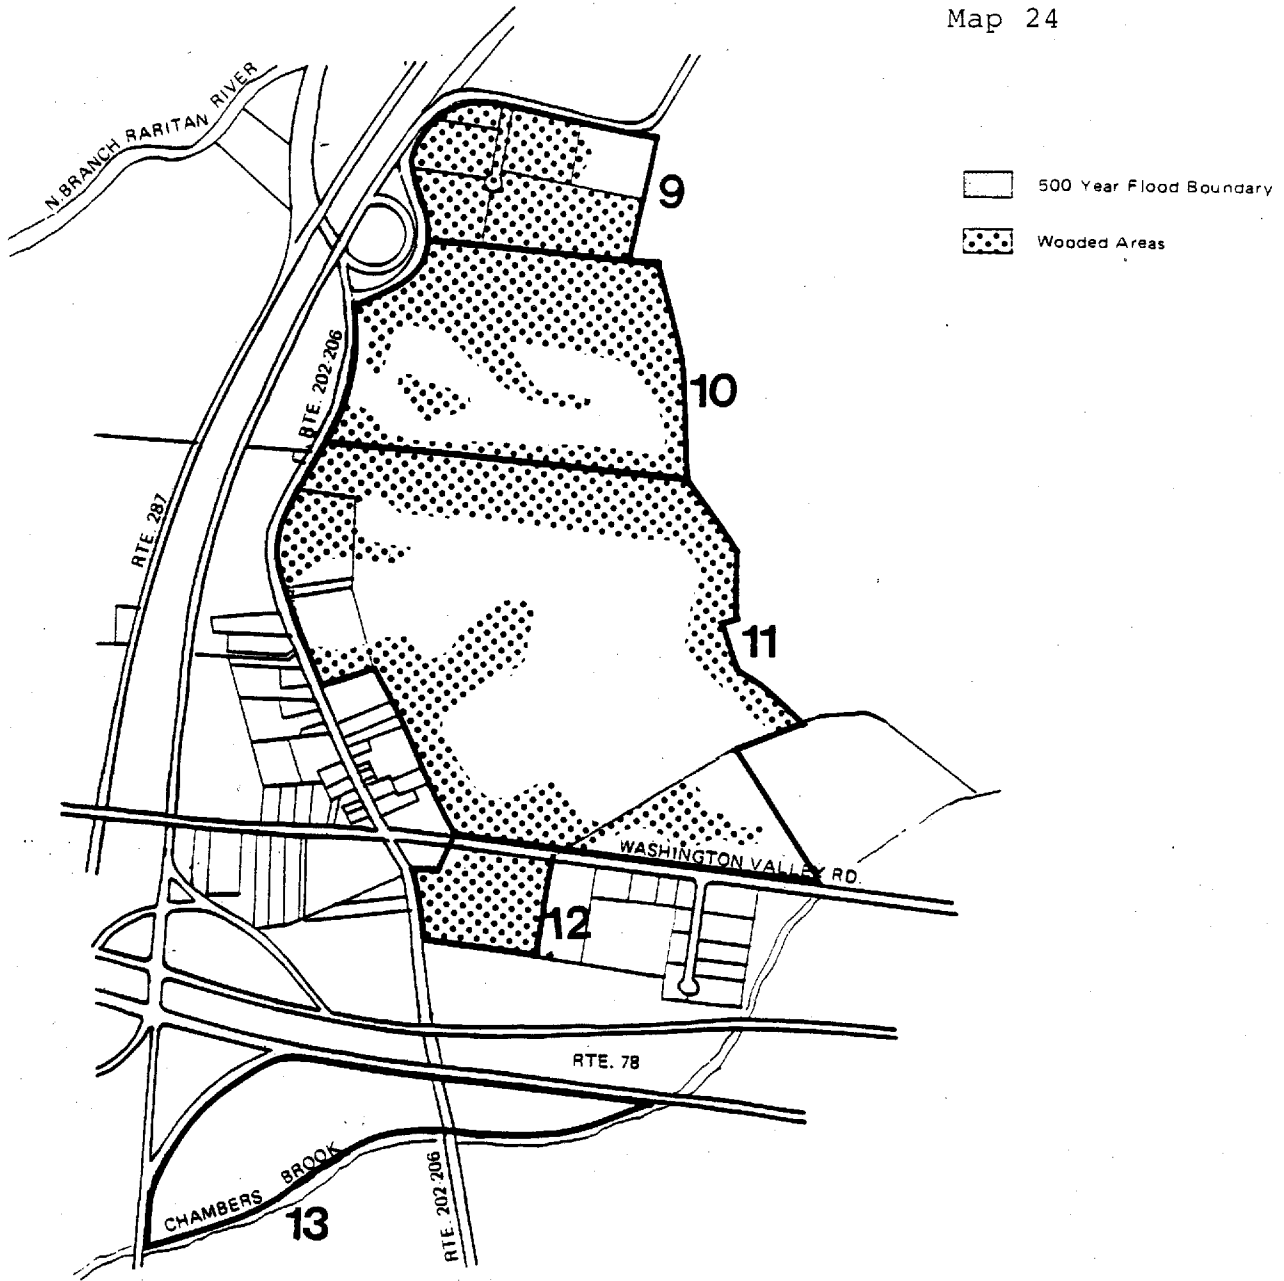 Map 24
N. BRANCH RARITAN RIVER
9
500 Year Flood Boundary
Wooded Areas
RTE. 202-206
10
RTE. 287
11
WASHINGTON VALLEY RD.
12
RTE. 78
CHAMBERS BROOK
13
RTE. 202-206